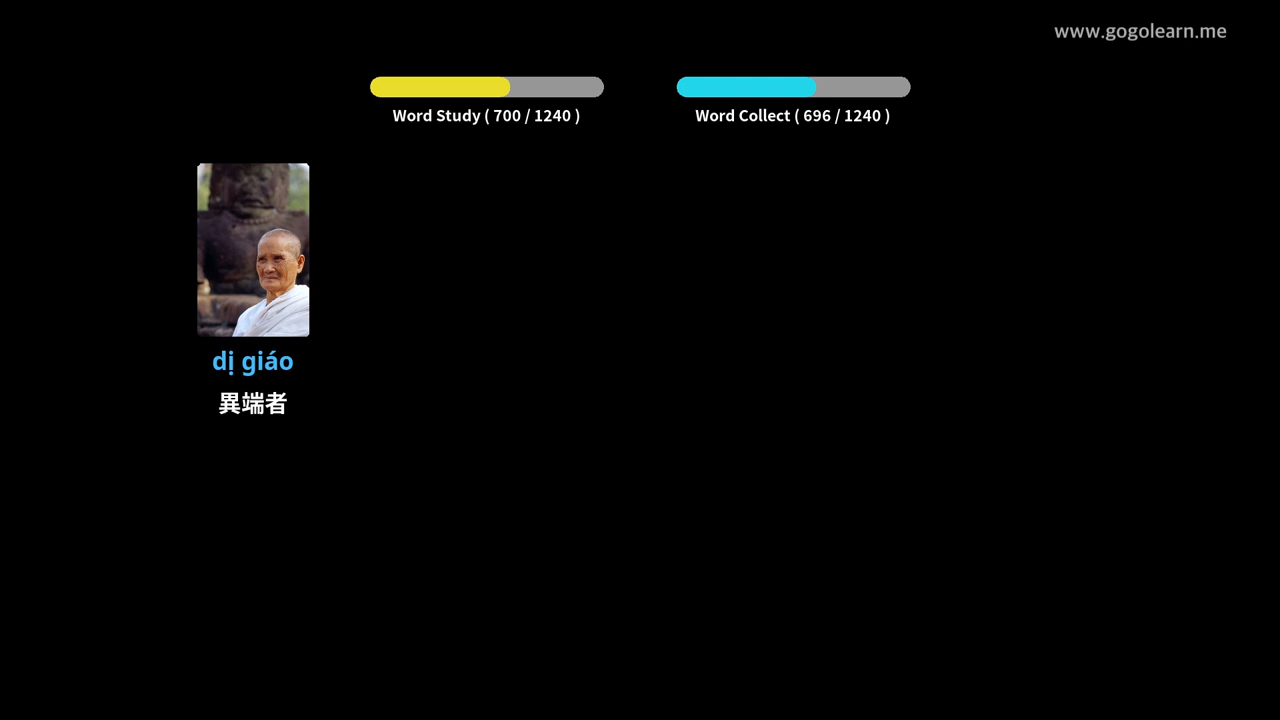 www.gogolearn.me
Word Study ( 700 / 1240 )
Word Collect ( 696 / 1240 )
dị giáo
異端者